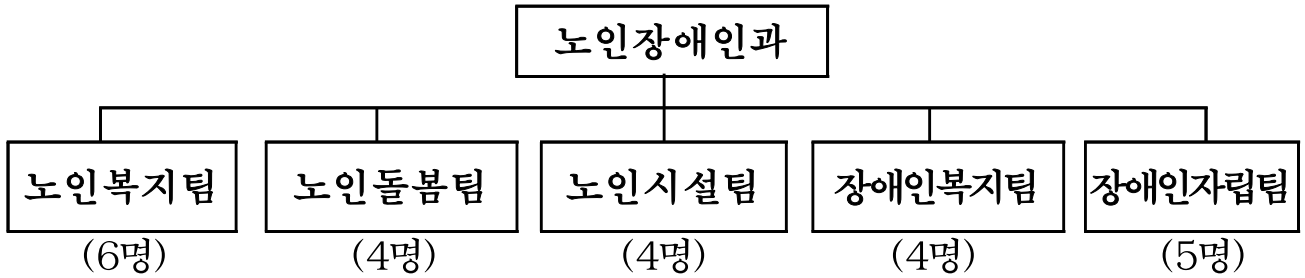 노인장애인과
노인복지팀 노인돌봄팀 노인시설팀 장애인복지팀 장애인자립팀
(6명) (4명) (4명) (4명) (5명)